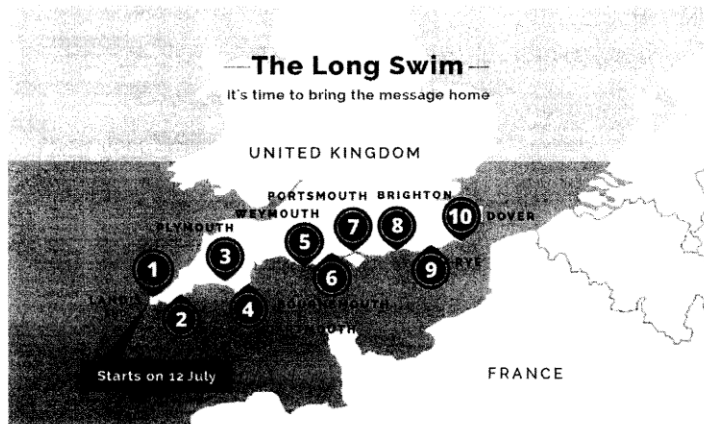 The Long Swim
It's time to bring the message home
UNITED KINGDOM
PORTSMOUTH BRIGHTON
WEYMOUTH
PLYMOUTH
10 DOVER
7 8
5
3
1
6 9 RYE
BOURNEMOUTH
4
2
Starts on 12 July
FRANCE